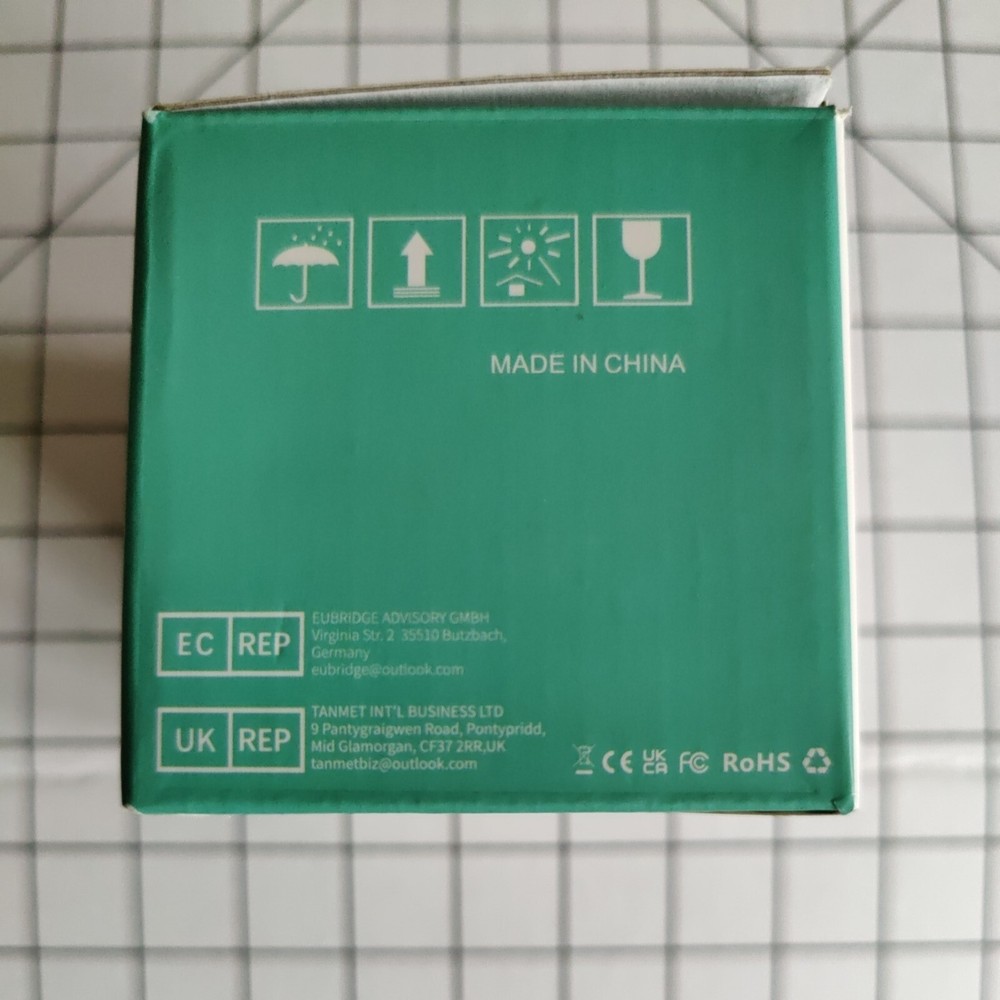 MADE IN CHINA
EC REP
EUBRIDGE ADVISORY GMBH
Virginia Str. 2 35510 Butzbach,
Germany
eubridge@outlook.com
UK REP
TANMET INT'L BUSINESS LTD
9 Pantygraigwen Road, Pontypridd,
Mid Glamorgan, CF37 2RR,UK
tanmetbiz@outlook.com
CE UK CA FC RoHS